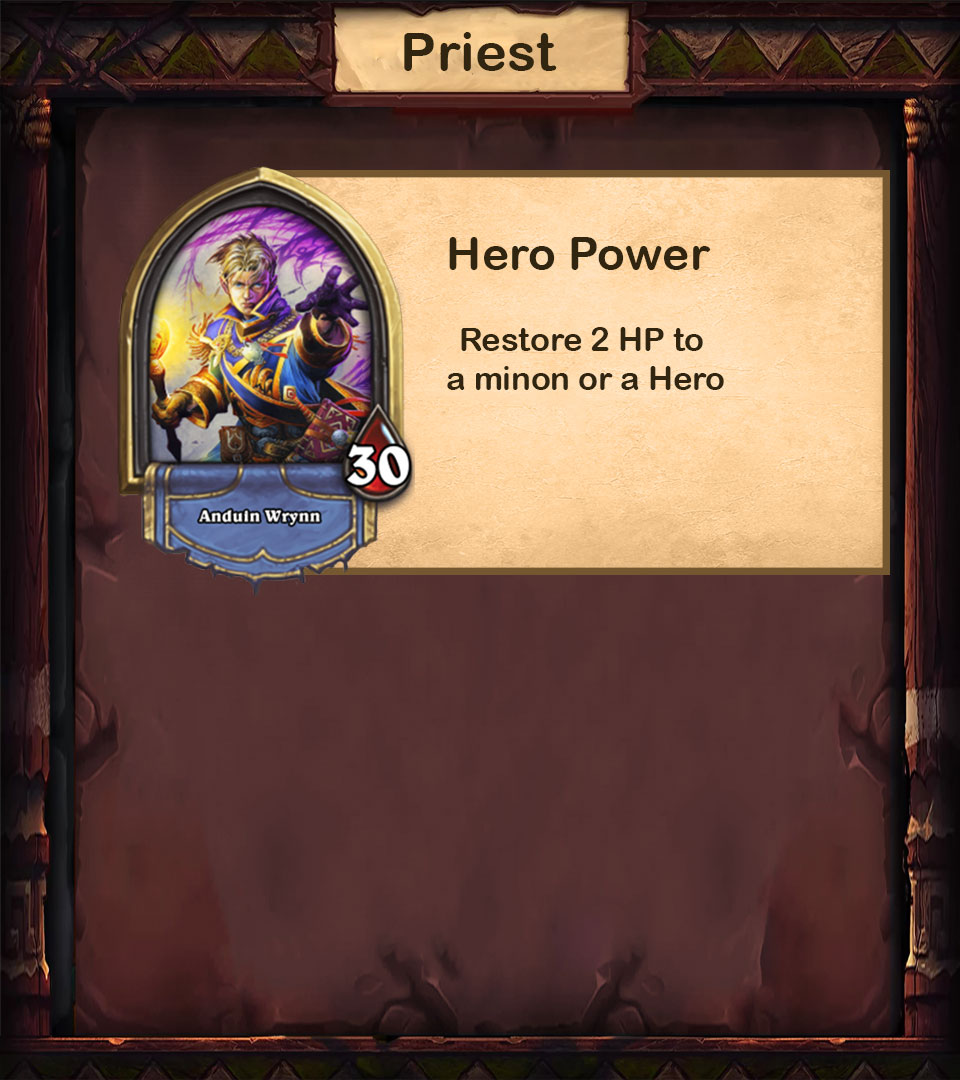 Priest
Hero Power
Restore 2 HP to
a minon or a Hero
30
Anduin Wrynn